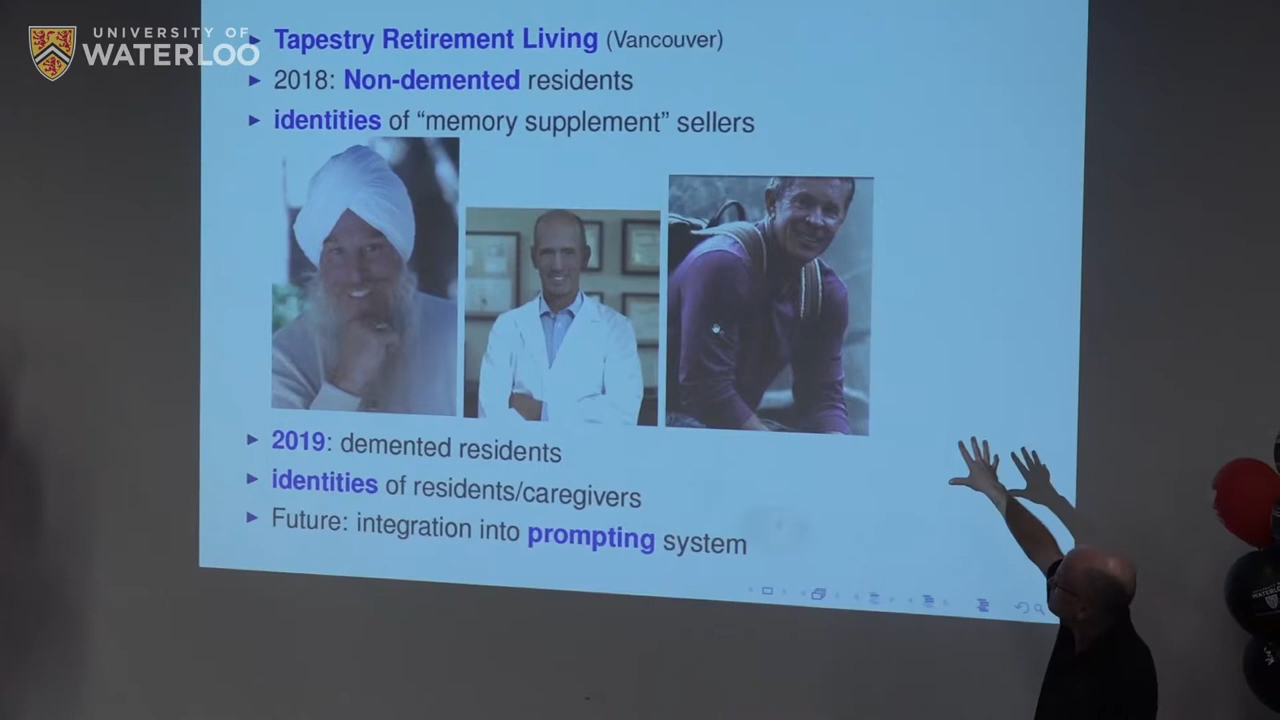 UNIVERSITY OF
WATERLOO
► Tapestry Retirement Living (Vancouver)
► 2018: Non-demented residents
► identities of “memory supplement” sellers
► 2019: demented residents
► identities of residents/caregivers
► Future: integration into prompting system
WATERLOO